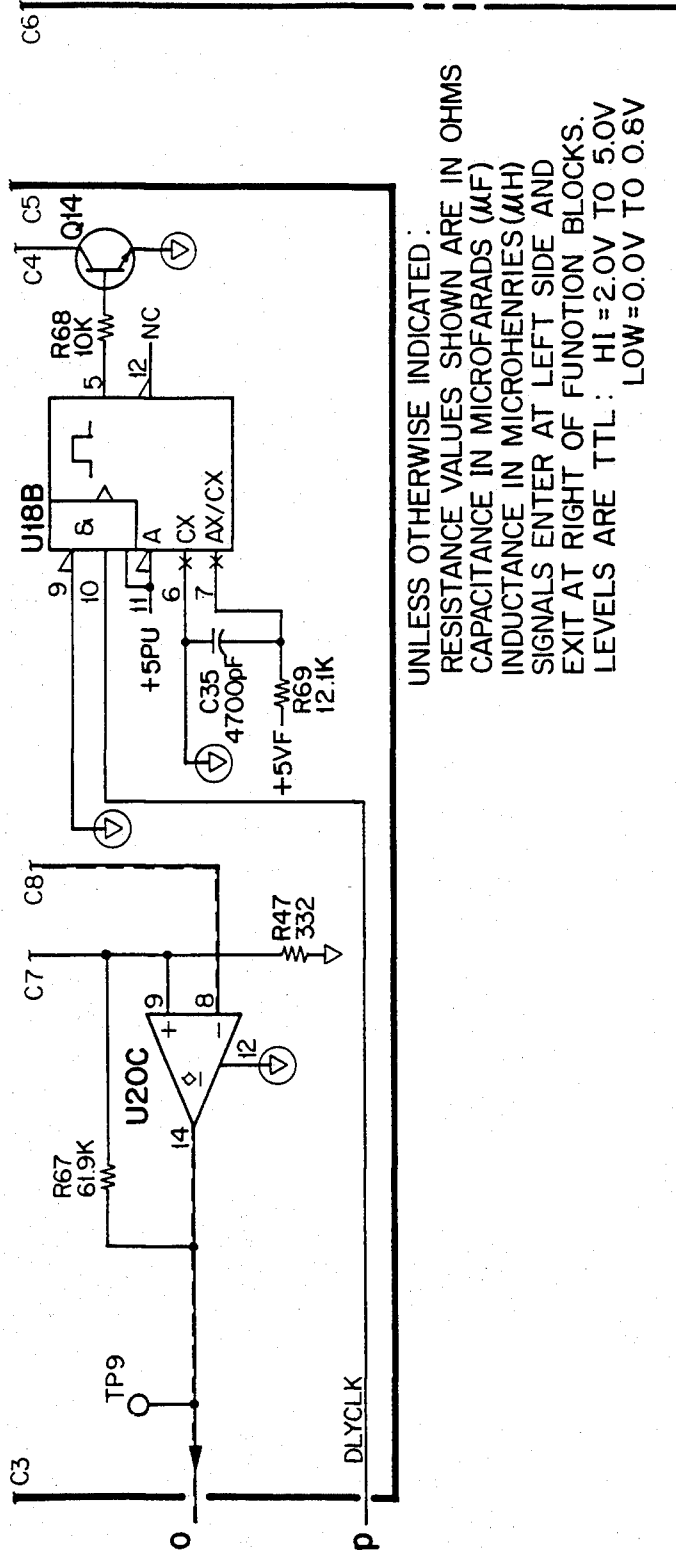 C3
C7
C8
C4
C5
C6
TP9
R67
61.9K
U20C
9
+
8
−
14
12
R47
332
U18B
9
10
&
11
A
+5PU
6
CX
7
AX/CX
C35
4700pF
+5VF
R69
12.1K
5
12
NC
R68
10K
Q14
O
p
DLYCLK
UNLESS OTHERWISE INDICATED:
RESISTANCE VALUES SHOWN ARE IN OHMS
CAPACITANCE IN MICROFARADS (µF)
INDUCTANCE IN MICROHENRIES (µH)
SIGNALS ENTER AT LEFT SIDE AND
EXIT AT RIGHT OF FUNOTION BLOCKS.
LEVELS ARE TTL: HI=2.0V TO 5.0V
LOW=0.0V TO 0.8V